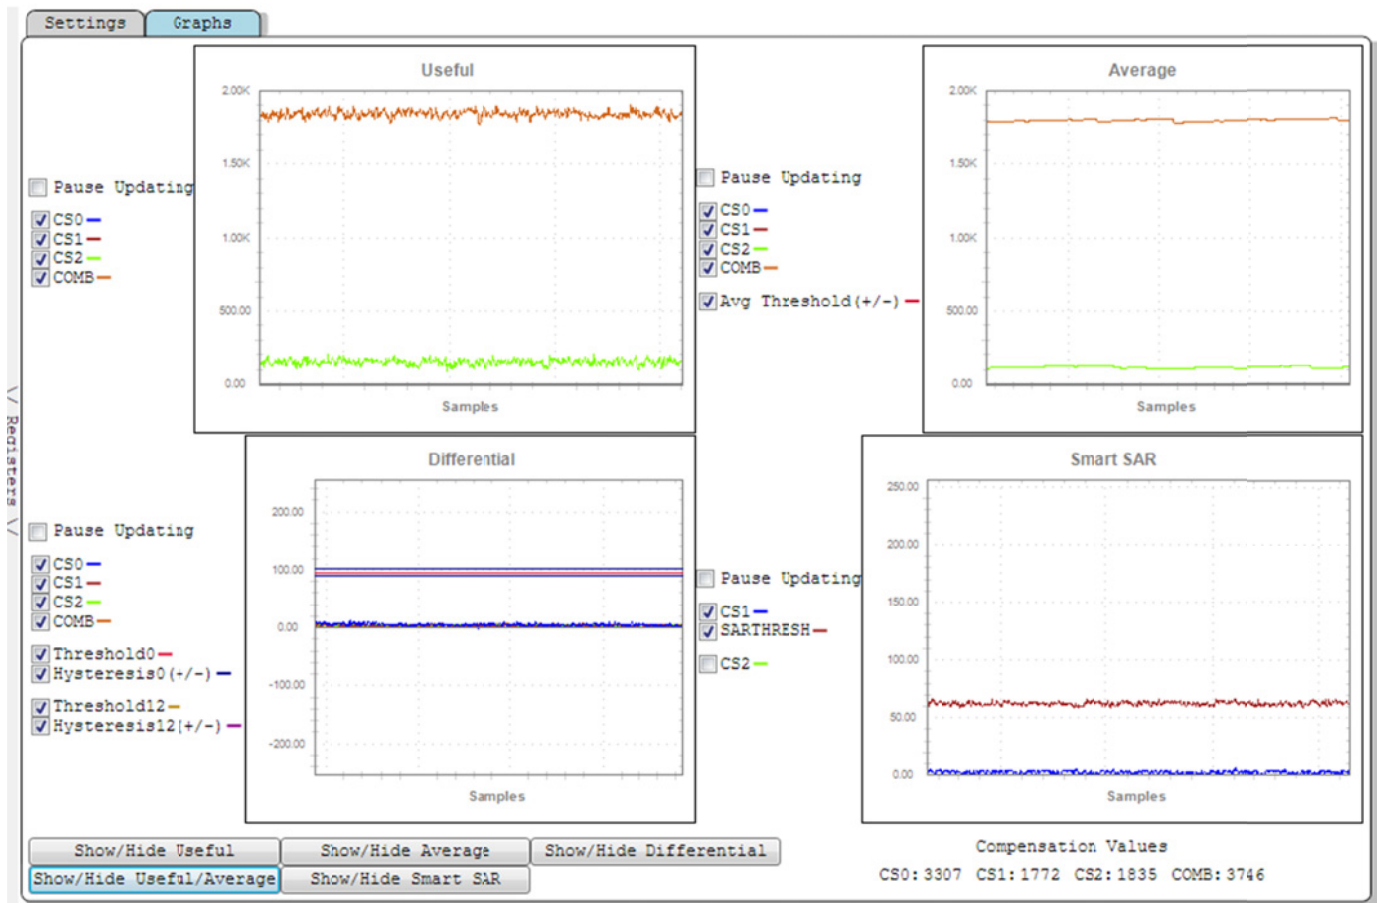 Settings
Graphs
Useful
2.00K
1.50K
1.00K
500.00
0.00
Samples
Pause Updating
CS0
CS1
CS2
COMB
Average
2.00K
1.50K
1.00K
500.00
0.00
Samples
Pause Updating
CS0
CS1
CS2
COMB
Avg Threshold(+/-)
\/ Registers \/
Differential
200.00
100.00
0.00
-100.00
-200.00
Samples
Pause Updating
CS0
CS1
CS2
COMB
Threshold0
Hysteresis0(+/-)
Threshold12
Hysteresis12(+/-)
Smart SAR
250.00
200.00
150.00
100.00
50.00
0.00
Samples
Pause Updating
CS1
SARTHRESH
CS2
Show/Hide Useful
Show/Hide Average
Show/Hide Differential
Show/Hide Useful/Average
Show/Hide Smart SAR
Compensation Values
CS0:3307 CS1:1772 CS2:1835 COMB:3746